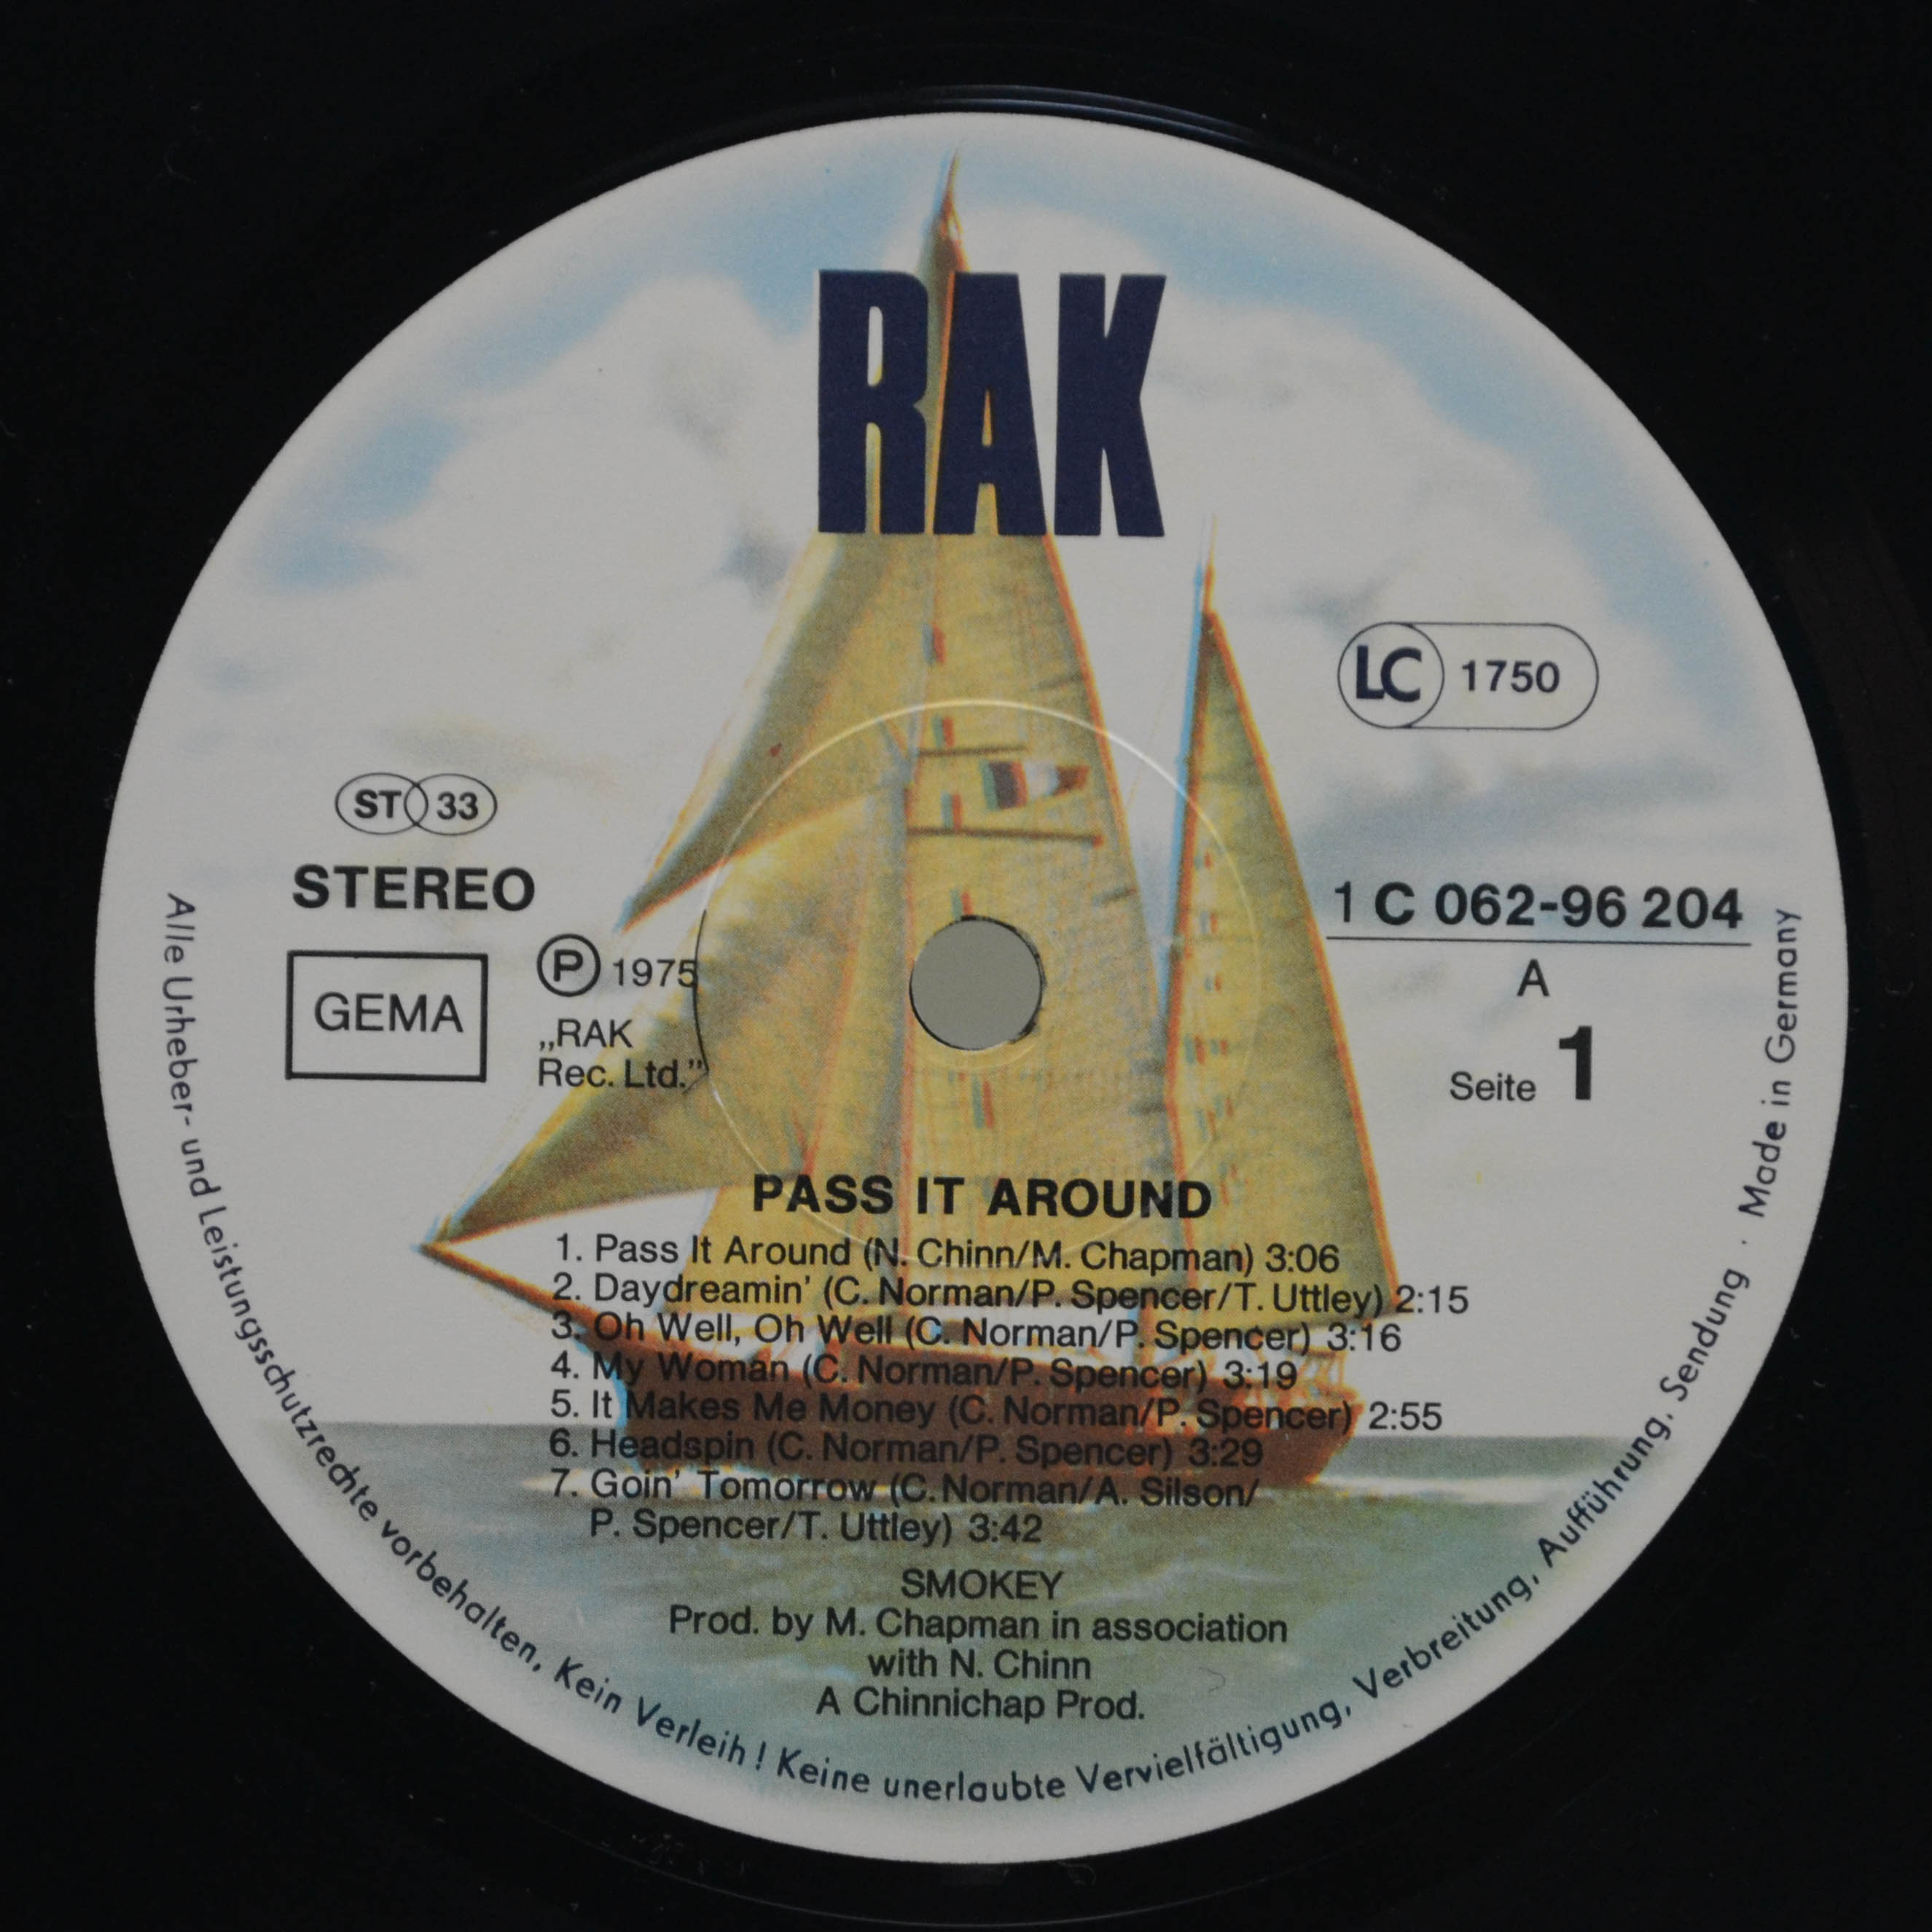 RAK
LC 1750
ST 33
STEREO
GEMA
P 1975
„RAK
Rec. Ltd.”
1 C 062-96 204
A
Seite 1
PASS IT AROUND
1. Pass It Around (N. Chinn/M. Chapman) 3:06
2. Daydreamin' (C. Norman/P. Spencer/T. Uttley) 2:15
3. Oh Well, Oh Well (C. Norman/P. Spencer) 3:16
4. My Woman (C. Norman/P. Spencer) 3:19
5. It Makes Me Money (C. Norman/P. Spencer) 2:55
6. Headspin (C. Norman/P. Spencer) 3:29
7. Goin' Tomorrow (C. Norman/A. Silson/
P. Spencer/T. Uttley) 3:42
SMOKEY
Prod. by M. Chapman in association
with N. Chinn
A Chinnichap Prod.
Alle Urheber- und Leistungsschutzrechte vorbehalten, Kein Verleih! Keine unerlaubte Vervielfältigung, Verbreitung, Aufführung, Sendung · Made in Germany